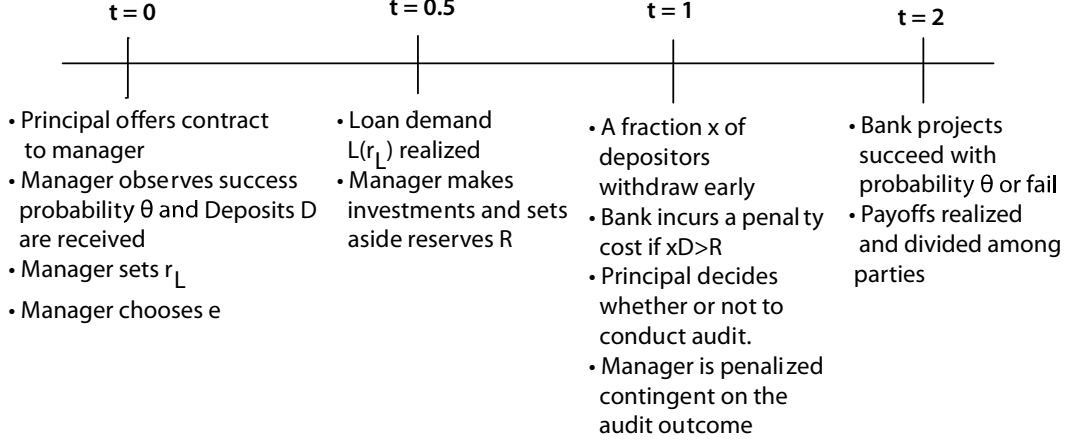 t = 0
• Principal offers contract
to manager
• Manager observes success
probability θ and Deposits D
are received
• Manager sets r_L
• Manager chooses e
t = 0.5
• Loan demand
L(r_L) realized
• Manager makes
investments and sets
aside reserves R
t = 1
• A fraction x of
depositors
withdraw early
• Bank incurs a penalty
cost if xD>R
• Principal decides
whether or not to
conduct audit.
• Manager is penalized
contingent on the
audit outcome
t = 2
• Bank projects
succeed with
probability θ or fail
• Payoffs realized
and divided among
parties